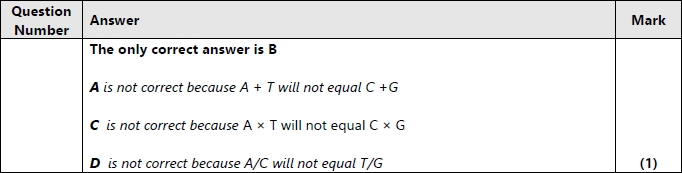 Question Number Answer Mark
The only correct answer is B
A is not correct because A + T will not equal C +G
C is not correct because A × T will not equal C × G
D is not correct because A/C will not equal T/G (1)